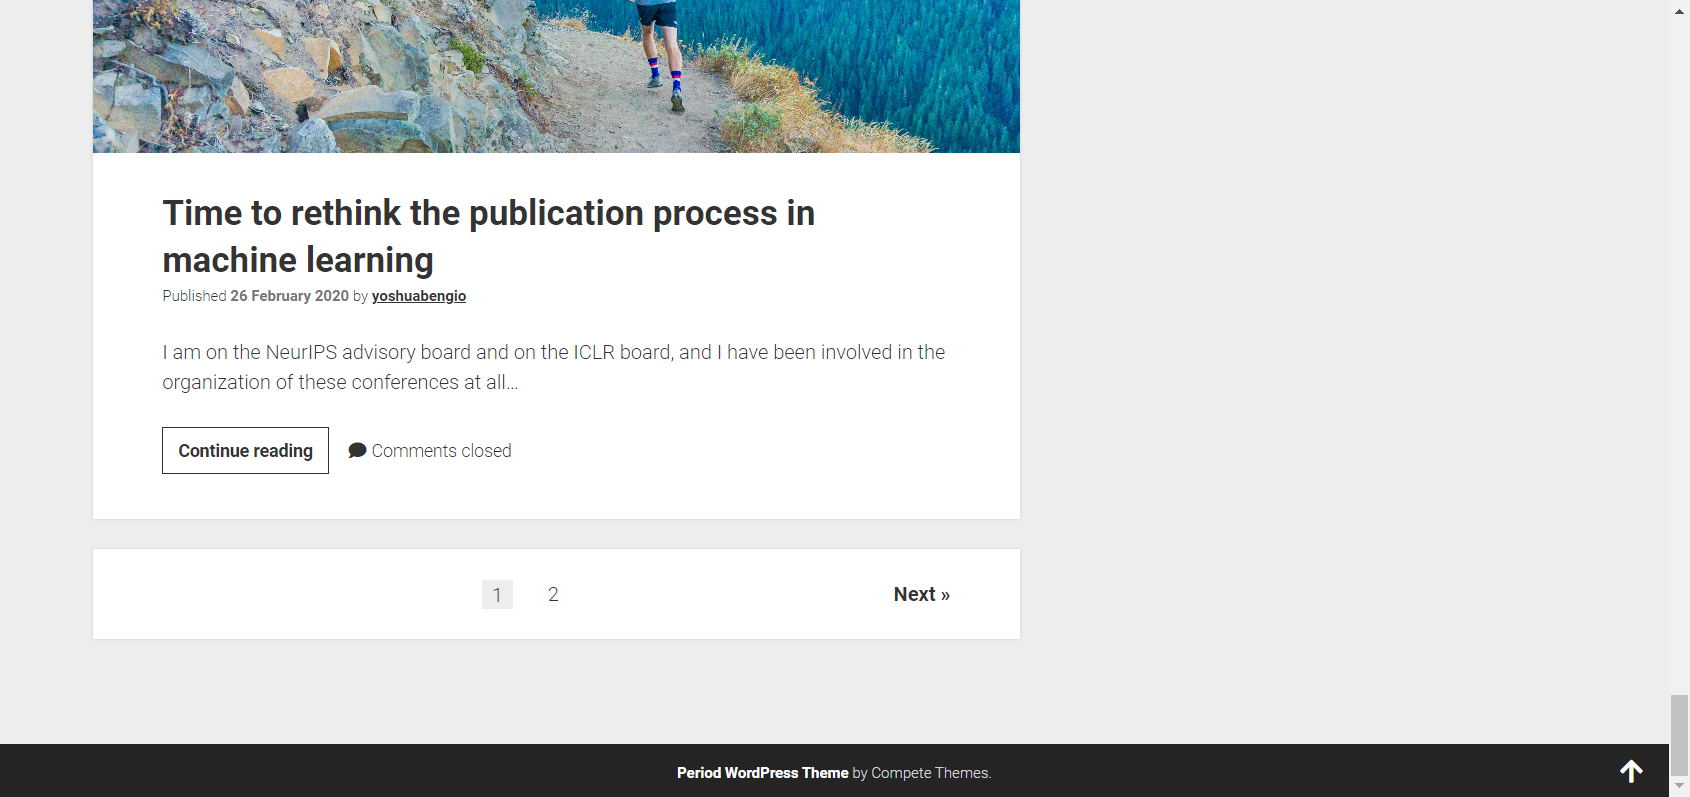 Time to rethink the publication process in
machine learning
Published 26 February 2020 by yoshuabengio
I am on the NeurIPS advisory board and on the ICLR board, and I have been involved in the
organization of these conferences at all…
Continue reading Comments closed
1 2 Next »
Period WordPress Theme by Compete Themes.